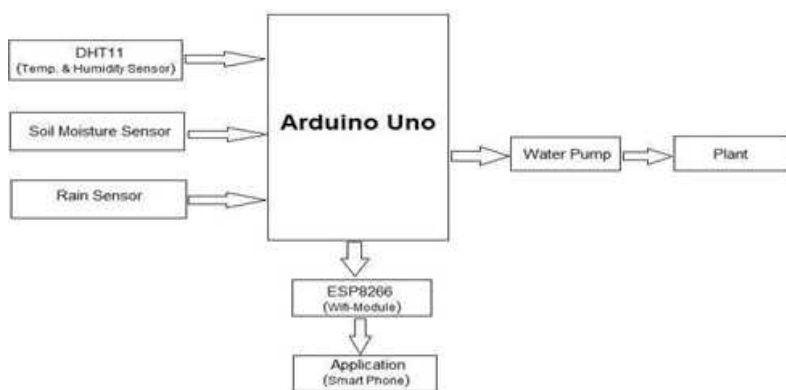 DHT11
(Temp. & Humidity Sensor)
Soil Moisture Sensor
Rain Sensor
Arduino Uno
Water Pump
Plant
ESP8266
(Wifi-Module)
Application
(Smart Phone)